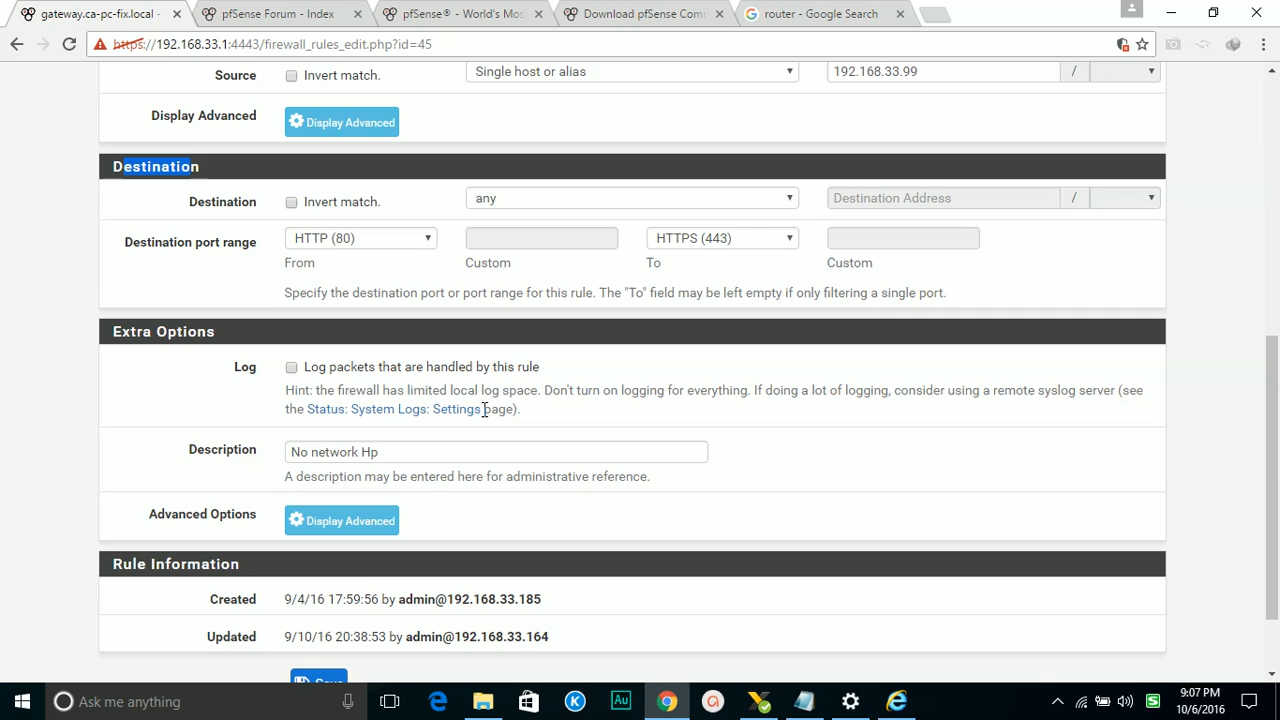 gateway.ca-pc-fix.local -
pfSense Forum - Index
pfSense® - World's Mos
Download pfSense Com
router - Google Search
https://192.168.33.1:4443/firewall_rules_edit.php?id=45
Source
Invert match.
Single host or alias
192.168.33.99
/
Display Advanced
Display Advanced
Destination
Destination
Invert match.
any
Destination Address
/
Destination port range
HTTP (80)
HTTPS (443)
From
Custom
To
Custom
Specify the destination port or port range for this rule. The "To" field may be left empty if only filtering a single port.
Extra Options
Log
Log packets that are handled by this rule
Hint: the firewall has limited local log space. Don't turn on logging for everything. If doing a lot of logging, consider using a remote syslog server (see
the Status: System Logs: Settings page).
Description
No network Hp
A description may be entered here for administrative reference.
Advanced Options
Display Advanced
Rule Information
Created
9/4/16 17:59:56 by admin@192.168.33.185
Updated
9/10/16 20:38:53 by admin@192.168.33.164
Save
Ask me anything
9:07 PM
10/6/2016